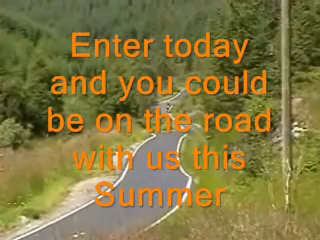 Enter today
and you could
be on the road
with us this
Summer